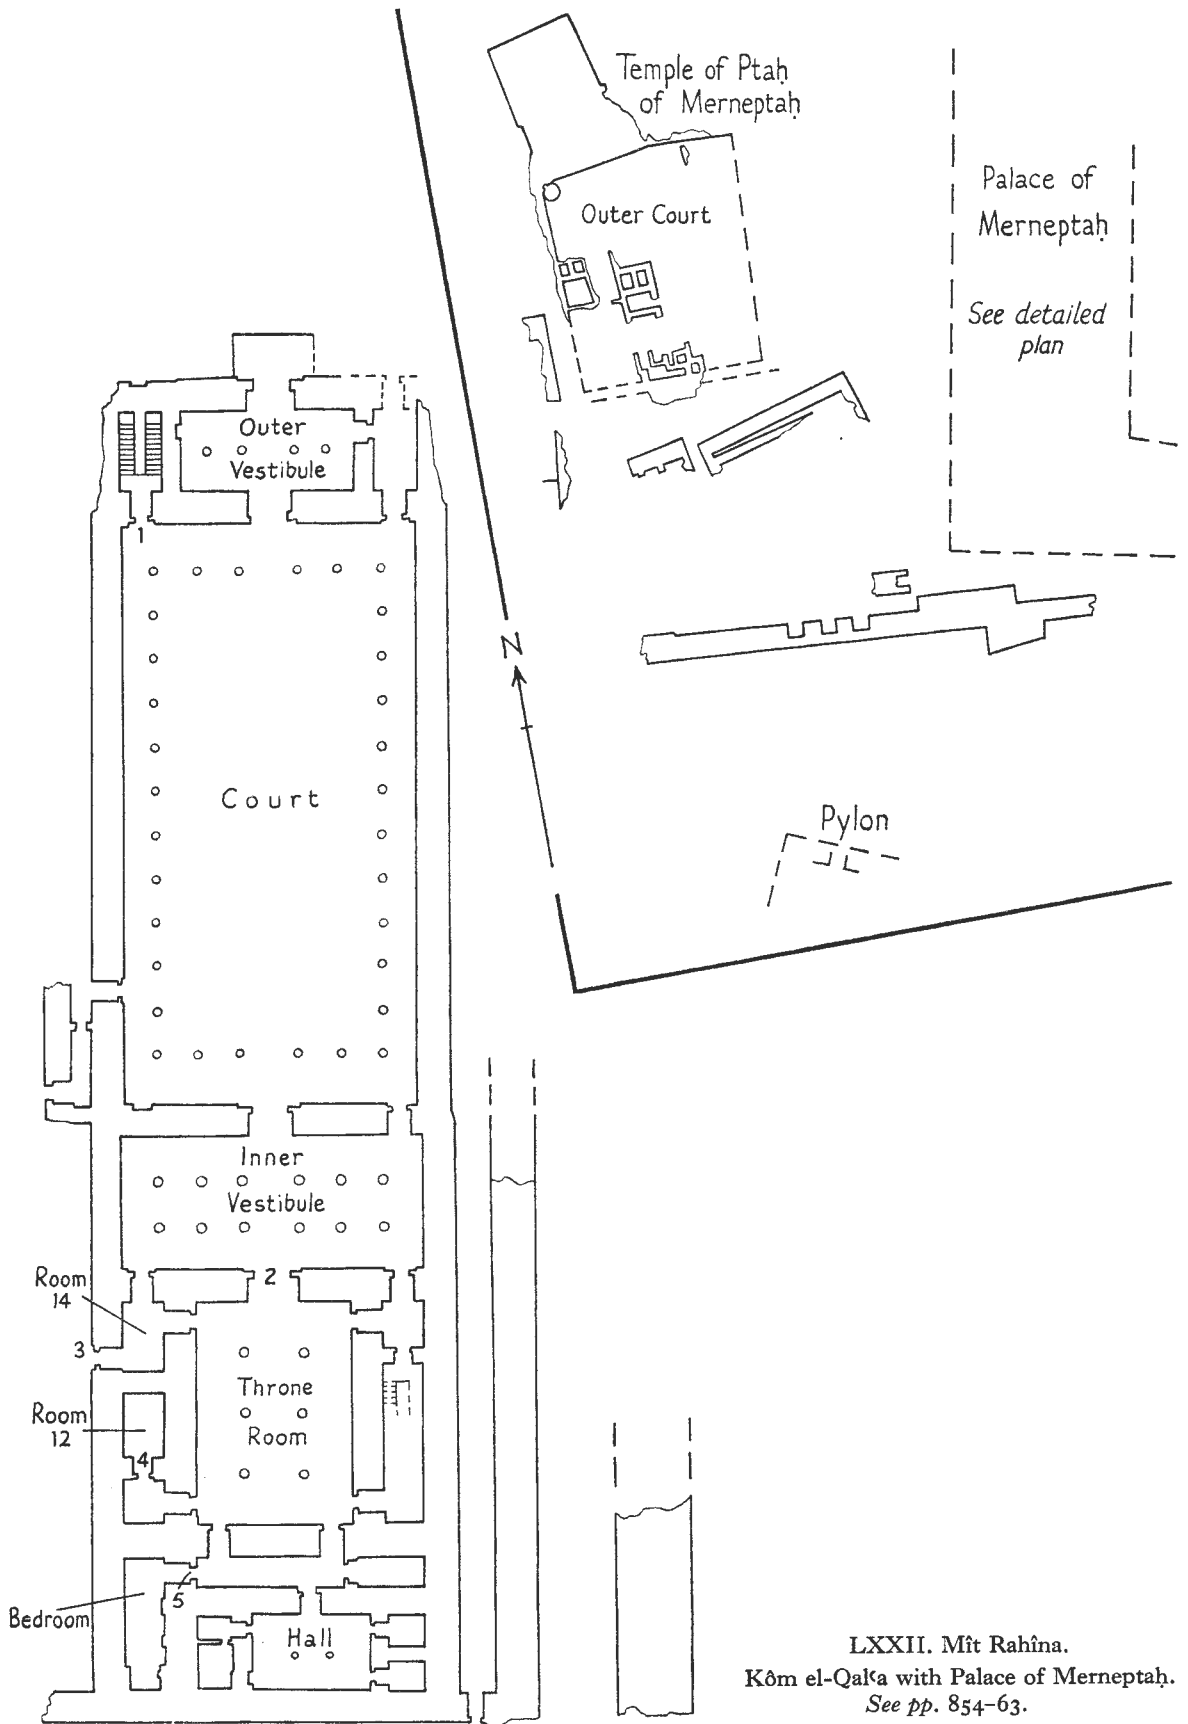 Temple of Ptaḥ
of Merneptaḥ
Outer Court
Palace of
Merneptaḥ
See detailed
plan
Outer
Vestibule
1
N
Court
Pylon
Inner
Vestibule
2
Room
14
3
Throne
Room
Room
12
4
5
Bedroom
Hall
LXXII. Mît Rahîna.
Kôm el-Qalʿa with Palace of Merneptaḥ.
See pp. 854–63.